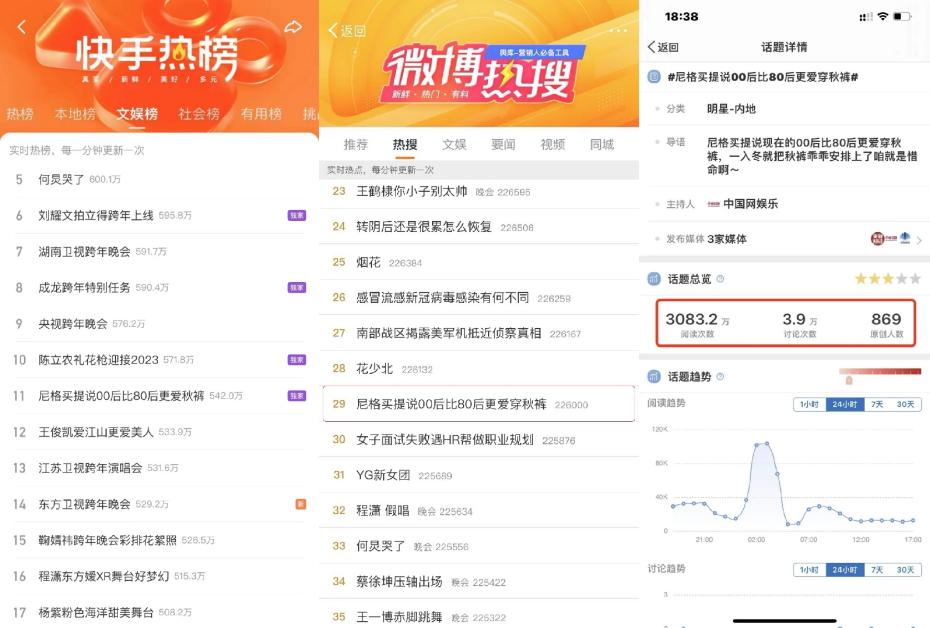 快手热榜
真实 / 新鲜 / 美好 / 多元
热榜 本地榜 文娱榜 社会榜 有用榜 挑
实时热榜，每一分钟更新一次
5 何炅哭了 600.1万
6 刘耀文拍立得跨年上线 595.8万 独家
7 湖南卫视跨年晚会 591.7万
8 成龙跨年特别任务 590.4万 独家
9 央视跨年晚会 576.2万
10 陈立农礼花枪迎接2023 571.8万 独家
11 尼格买提说00后比80后更爱穿秋裤 542.0万 独家
12 王俊凯爱江山更爱美人 533.9万
13 江苏卫视跨年演唱会 531.6万
14 东方卫视跨年晚会 529.2万 新
15 鞠婧祎跨年晚会彩排花絮照 526.5万
16 程潇东方嫒XR舞台好梦幻 515.3万
17 杨紫粉色海洋甜美舞台 508.2万
返回
舆库-营销人必备工具
微博热搜
新鲜·热门·有料
推荐 热搜 文娱 要闻 视频 同城
实时热点，每分钟更新一次
23 王鹤棣你小子别太帅 晚会 226595
24 转阴后还是很累怎么恢复 226506
25 烟花 226384
26 感冒流感新冠病毒感染有何不同 226259
27 南部战区揭露美军机抵近侦察真相 226167
28 花少北 226132
29 尼格买提说00后比80后更爱穿秋裤 226000
30 女子面试失败遇HR帮做职业规划 225876
31 YG新女团 225689
32 程潇 假唱 晚会 225634
33 何炅哭了 晚会 225556
34 蔡徐坤压轴出场 晚会 225422
35 王一博赤脚跳舞 晚会 225322
18:38
返回 话题详情
#尼格买提说00后比80后更爱穿秋裤#
分类 明星-内地
导语 尼格买提说现在的00后比80后更爱穿秋
裤，一入冬就把秋裤乖乖安排上了咱就是惜
命啊～
主持人 中国网娱乐
发布媒体 3家媒体
话题总览
3083.2 万 3.9 万 869
阅读次数 讨论次数 原创人数
话题趋势
阅读趋势 1小时 24小时 7天 30天
120K
80K
40K
0
21:00 02:00 07:00 12:00 17:00
讨论趋势 1小时 24小时 7天 30天
3